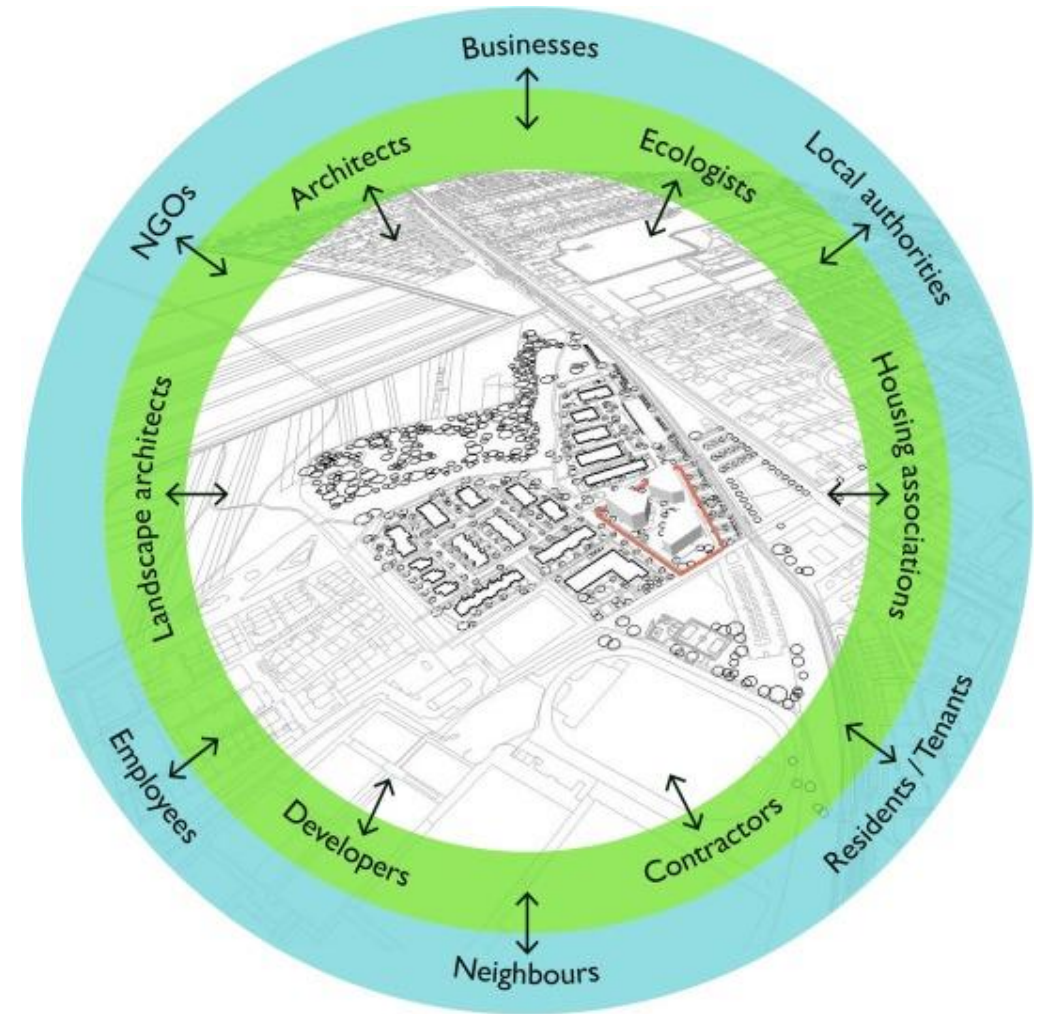 Businesses
Local authorities
Residents / Tenants
Neighbours
Employees
NGOs
Architects
Ecologists
Housing associations
Contractors
Developers
Landscape architects